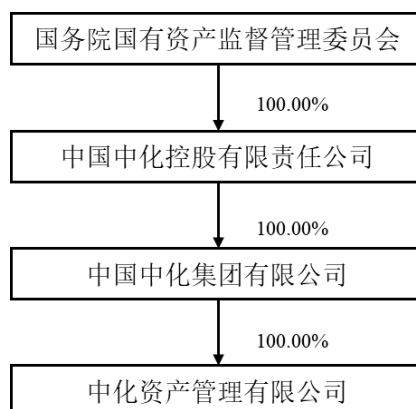 国务院国有资产监督管理委员会
100.00%
中国中化控股有限责任公司
100.00%
中国中化集团有限公司
100.00%
中化资产管理有限公司